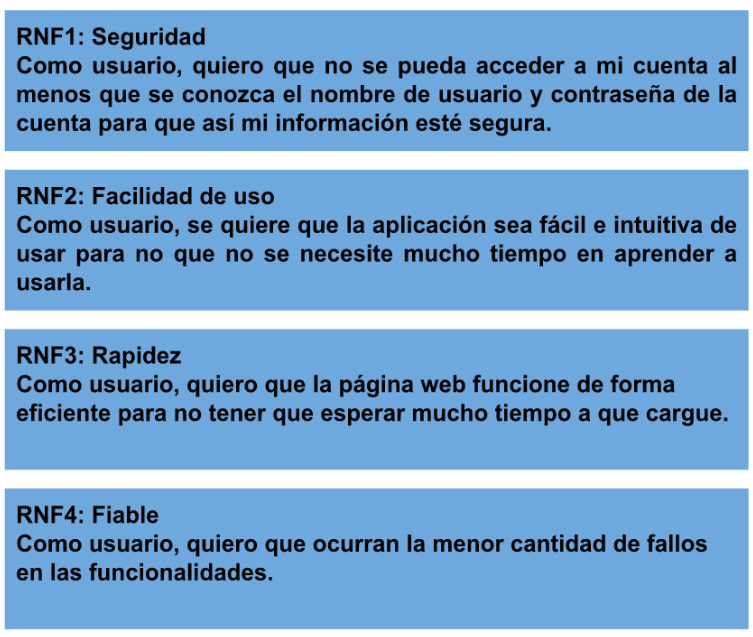 RNF1: Seguridad
Como usuario, quiero que no se pueda acceder a mi cuenta al
menos que se conozca el nombre de usuario y contraseña de la
cuenta para que así mi información esté segura.
RNF2: Facilidad de uso
Como usuario, se quiere que la aplicación sea fácil e intuitiva de
usar para no que no se necesite mucho tiempo en aprender a
usarla.
RNF3: Rapidez
Como usuario, quiero que la página web funcione de forma
eficiente para no tener que esperar mucho tiempo a que cargue.
RNF4: Fiable
Como usuario, quiero que ocurran la menor cantidad de fallos
en las funcionalidades.